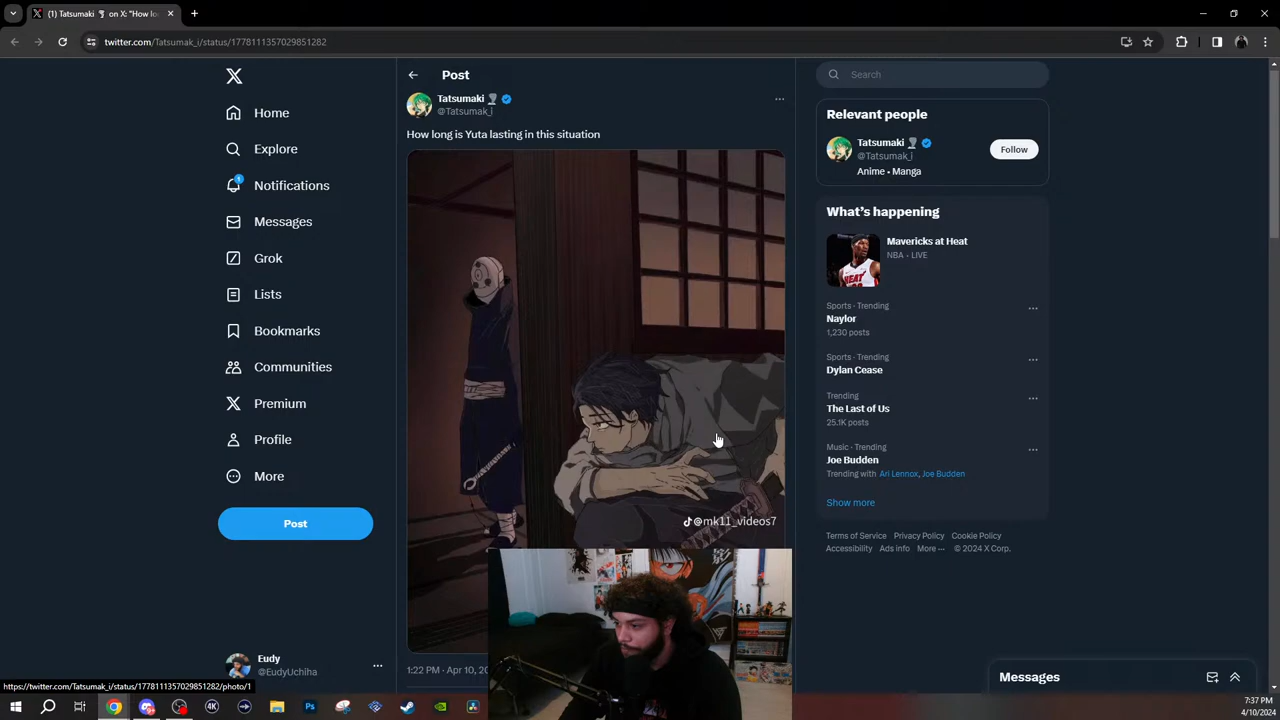 Tatsumaki on X: "How lo
twitter.com/Tatsumak_i/status/1778111357029851282
Home
Explore
1
Notifications
Messages
Grok
Lists
Bookmarks
Communities
Premium
Profile
More
Post
Eudy
@EudyUchiha
https://twitter.com/Tatsumak_i/status/1778111357029851282/photo/1
Post
Tatsumaki
@Tatsumak_i
How long is Yuta lasting in this situation
@mk11_videos7
1:22 PM · Apr 10, 20
Search
Relevant people
Tatsumaki
@Tatsumak_i
Follow
Anime • Manga
What's happening
Mavericks at Heat
NBA · LIVE
HEAT
Sports · Trending
Naylor
1,230 posts
Sports · Trending
Dylan Cease
Trending
The Last of Us
25.1K posts
Music · Trending
Joe Budden
Trending with Ari Lennox, Joe Budden
Show more
Terms of Service Privacy Policy Cookie Policy
Accessibility Ads info More ··· © 2024 X Corp.
Messages
7:37 PM
4/10/2024